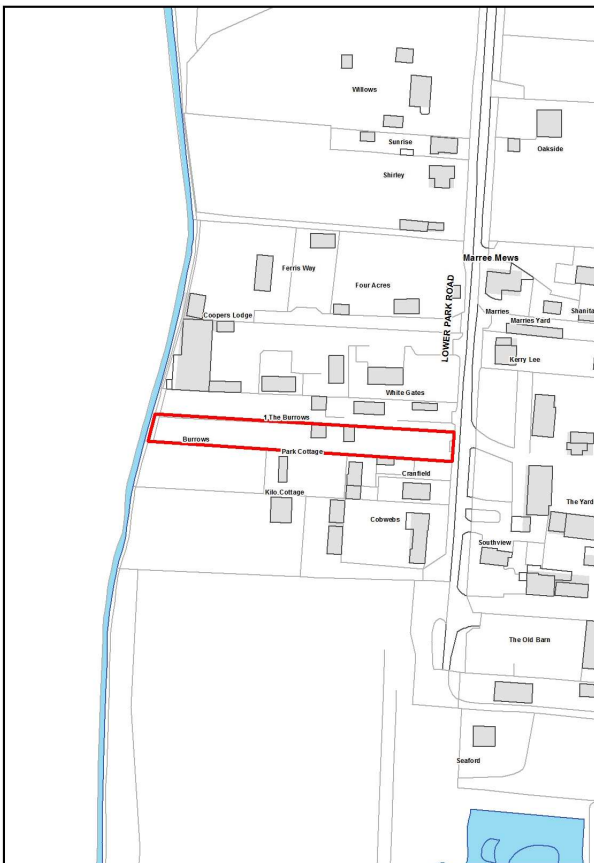 Willows
Sunrise
Oakside
Shirley
Marree Mews
Ferris Way
Four Acres
LOWER PARK ROAD
Coopers Lodge
Marries
Shanita
Marries Yard
Kerry Lee
White Gates
1 The Burrows
Burrows
Park Cottage
Cranfield
Kilo Cottage
The Yard
Cobwebs
Southview
The Old Barn
Seaford